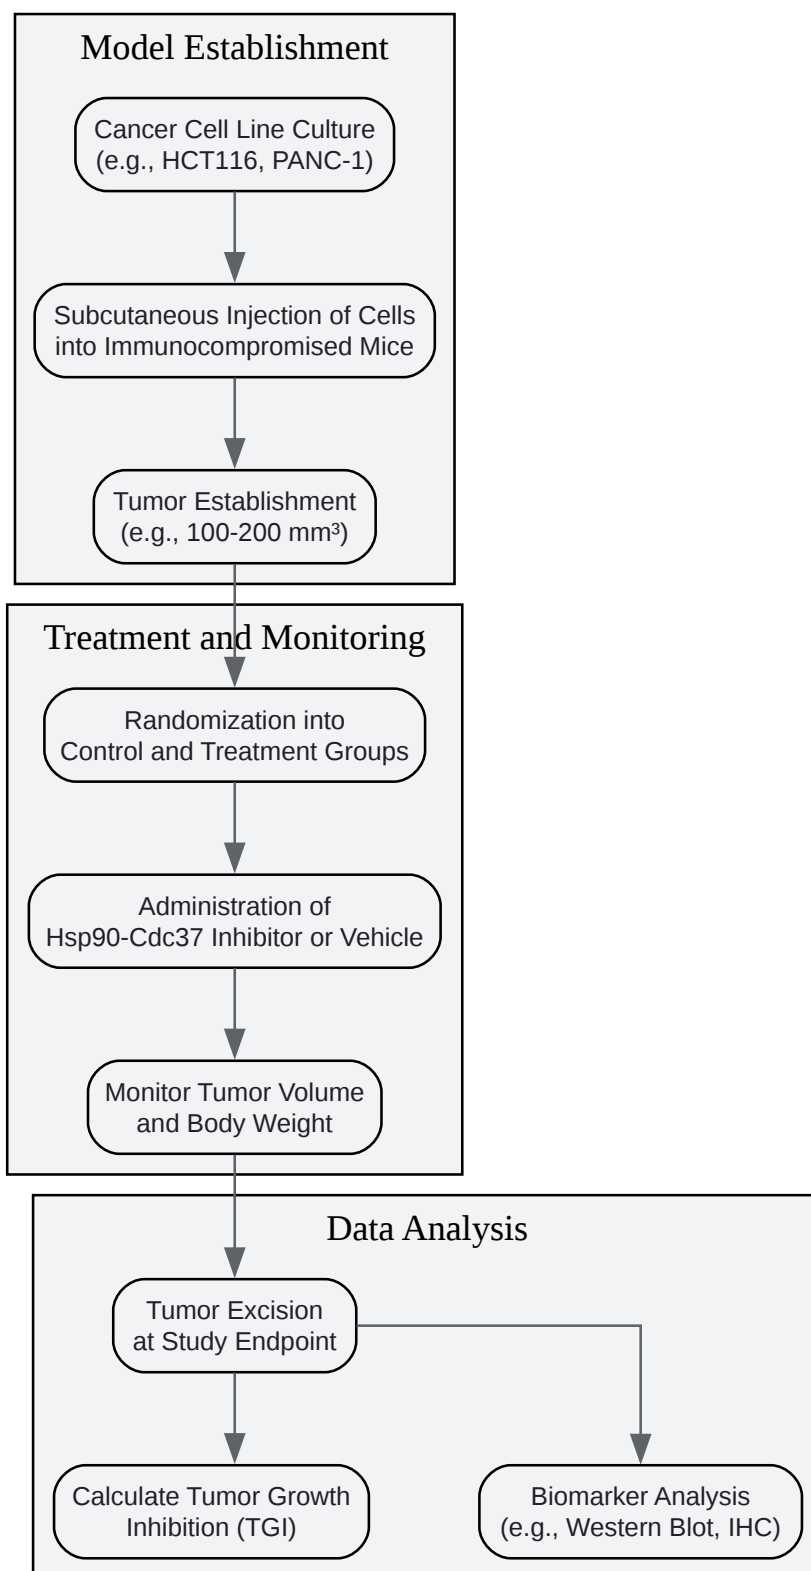 Model Establishment
Cancer Cell Line Culture
(e.g., HCT116, PANC-1)
Subcutaneous Injection of Cells
into Immunocompromised Mice
Tumor Establishment
(e.g., 100-200 mm³)
Treatment and Monitoring
Randomization into
Control and Treatment Groups
Administration of
Hsp90-Cdc37 Inhibitor or Vehicle
Monitor Tumor Volume
and Body Weight
Data Analysis
Tumor Excision
at Study Endpoint
Calculate Tumor Growth
Inhibition (TGI)
Biomarker Analysis
(e.g., Western Blot, IHC)